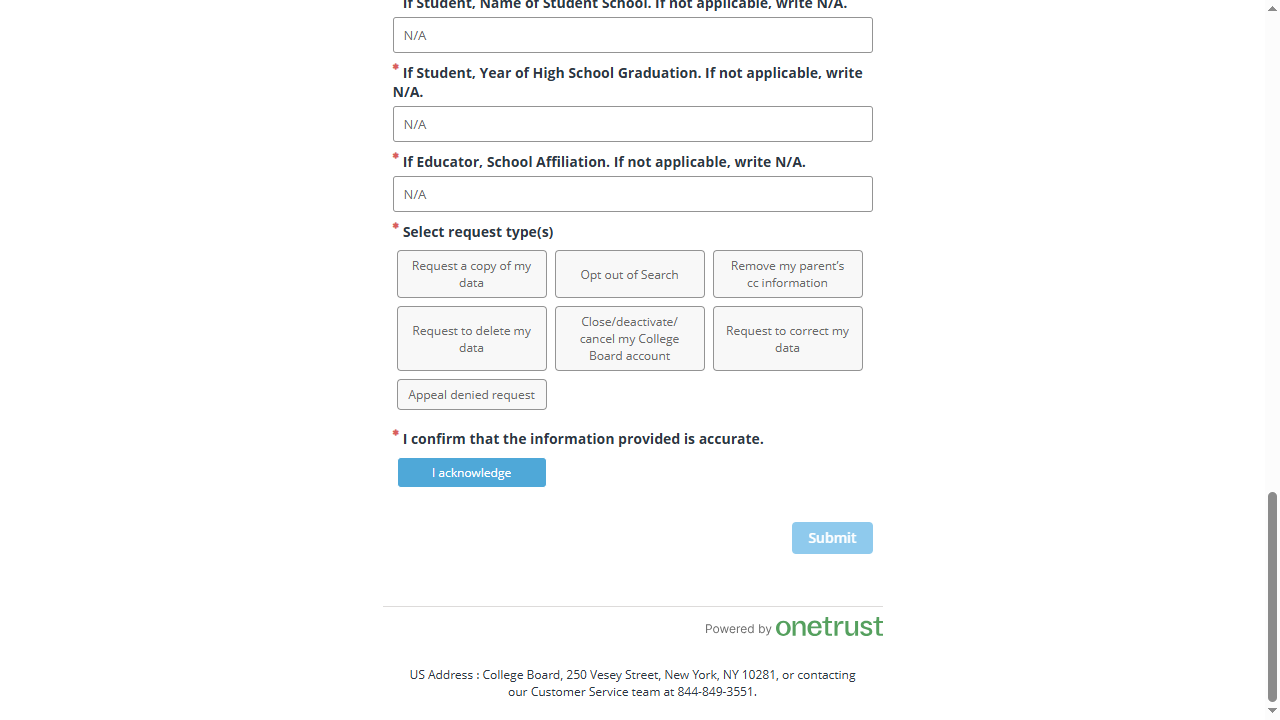 * If Student, Name of Student School. If not applicable, write N/A.
N/A
* If Student, Year of High School Graduation. If not applicable, write
N/A.
N/A
* If Educator, School Affiliation. If not applicable, write N/A.
N/A
* Select request type(s)
Request a copy of my
data
Opt out of Search
Remove my parent's
cc information
Request to delete my
data
Close/deactivate/
cancel my College
Board account
Request to correct my
data
Appeal denied request
* I confirm that the information provided is accurate.
I acknowledge
Submit
Powered by onetrust
US Address : College Board, 250 Vesey Street, New York, NY 10281, or contacting
our Customer Service team at 844-849-3551.